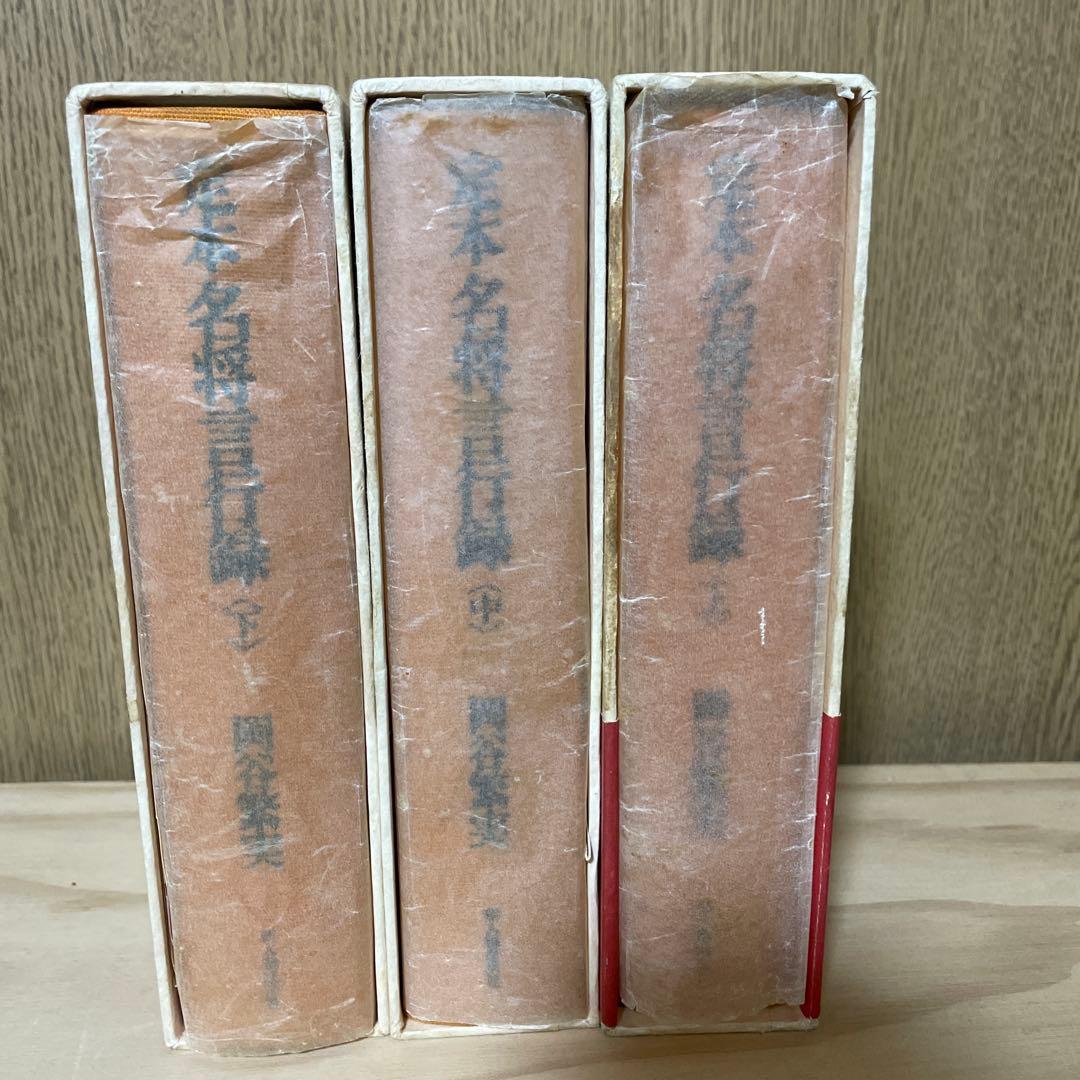 定本 名将言行録〈上〉
定本 名将言行録〈中〉 岡谷繁実
定本 名将言行録〈下〉 岡谷繁実